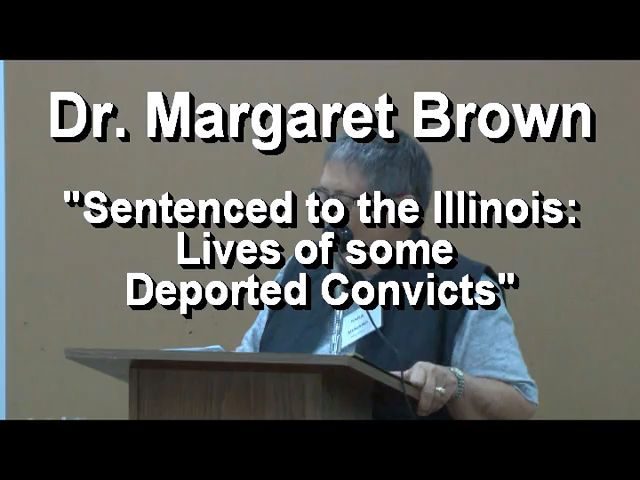 Dr. Margaret Brown
"Sentenced to the Illinois:
Lives of some
Deported Convicts"